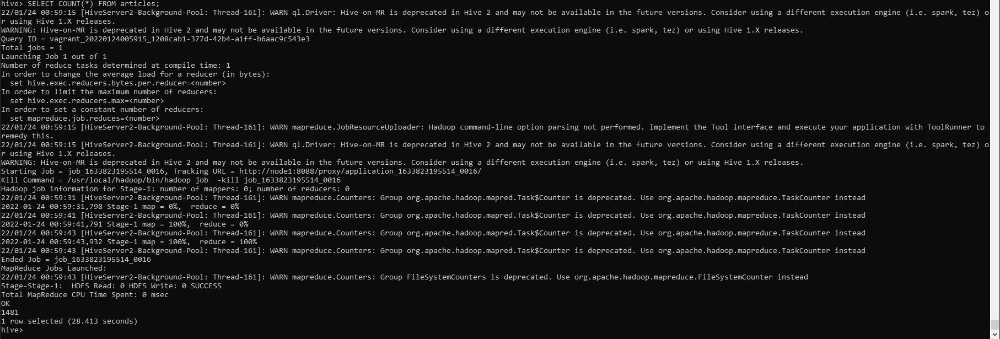 hive> SELECT COUNT(*) FROM articles;
22/01/24 00:59:15 [HiveServer2-Background-Pool: Thread-161]: WARN ql.Driver: Hive-on-MR is deprecated in Hive 2 and may not be available in the future versions. Consider using a different execution engine (i.e. spark, tez) o
r using Hive 1.X releases.
WARNING: Hive-on-MR is deprecated in Hive 2 and may not be available in the future versions. Consider using a different execution engine (i.e. spark, tez) or using Hive 1.X releases.
Query ID = vagrant_20220124005915_1208cab1-377d-42b4-a1ff-b6aac9c543e3
Total jobs = 1
Launching Job 1 out of 1
Number of reduce tasks determined at compile time: 1
In order to change the average load for a reducer (in bytes):
  set hive.exec.reducers.bytes.per.reducer=<number>
In order to limit the maximum number of reducers:
  set hive.exec.reducers.max=<number>
In order to set a constant number of reducers:
  set mapreduce.job.reduces=<number>
22/01/24 00:59:15 [HiveServer2-Background-Pool: Thread-161]: WARN mapreduce.JobResourceUploader: Hadoop command-line option parsing not performed. Implement the Tool interface and execute your application with ToolRunner to
remedy this.
22/01/24 00:59:15 [HiveServer2-Background-Pool: Thread-161]: WARN ql.Driver: Hive-on-MR is deprecated in Hive 2 and may not be available in the future versions. Consider using a different execution engine (i.e. spark, tez) o
r using Hive 1.X releases.
WARNING: Hive-on-MR is deprecated in Hive 2 and may not be available in the future versions. Consider using a different execution engine (i.e. spark, tez) or using Hive 1.X releases.
Starting Job = job_1633823195514_0016, Tracking URL = http://node1:8088/proxy/application_1633823195514_0016/
Kill Command = /usr/local/hadoop/bin/hadoop job  -kill job_1633823195514_0016
Hadoop job information for Stage-1: number of mappers: 0; number of reducers: 0
22/01/24 00:59:31 [HiveServer2-Background-Pool: Thread-161]: WARN mapreduce.Counters: Group org.apache.hadoop.mapred.Task$Counter is deprecated. Use org.apache.hadoop.mapreduce.TaskCounter instead
2022-01-24 00:59:31,798 Stage-1 map = 0%,  reduce = 0%
22/01/24 00:59:41 [HiveServer2-Background-Pool: Thread-161]: WARN mapreduce.Counters: Group org.apache.hadoop.mapred.Task$Counter is deprecated. Use org.apache.hadoop.mapreduce.TaskCounter instead
2022-01-24 00:59:41,791 Stage-1 map = 100%,  reduce = 0%
22/01/24 00:59:43 [HiveServer2-Background-Pool: Thread-161]: WARN mapreduce.Counters: Group org.apache.hadoop.mapred.Task$Counter is deprecated. Use org.apache.hadoop.mapreduce.TaskCounter instead
2022-01-24 00:59:43,932 Stage-1 map = 100%,  reduce = 100%
22/01/24 00:59:43 [HiveServer2-Background-Pool: Thread-161]: WARN mapreduce.Counters: Group org.apache.hadoop.mapred.Task$Counter is deprecated. Use org.apache.hadoop.mapreduce.TaskCounter instead
Ended Job = job_1633823195514_0016
MapReduce Jobs Launched:
22/01/24 00:59:43 [HiveServer2-Background-Pool: Thread-161]: WARN mapreduce.Counters: Group FileSystemCounters is deprecated. Use org.apache.hadoop.mapreduce.FileSystemCounter instead
Stage-Stage-1:  HDFS Read: 0 HDFS Write: 0 SUCCESS
Total MapReduce CPU Time Spent: 0 msec
OK
1481
1 row selected (28.413 seconds)
hive>